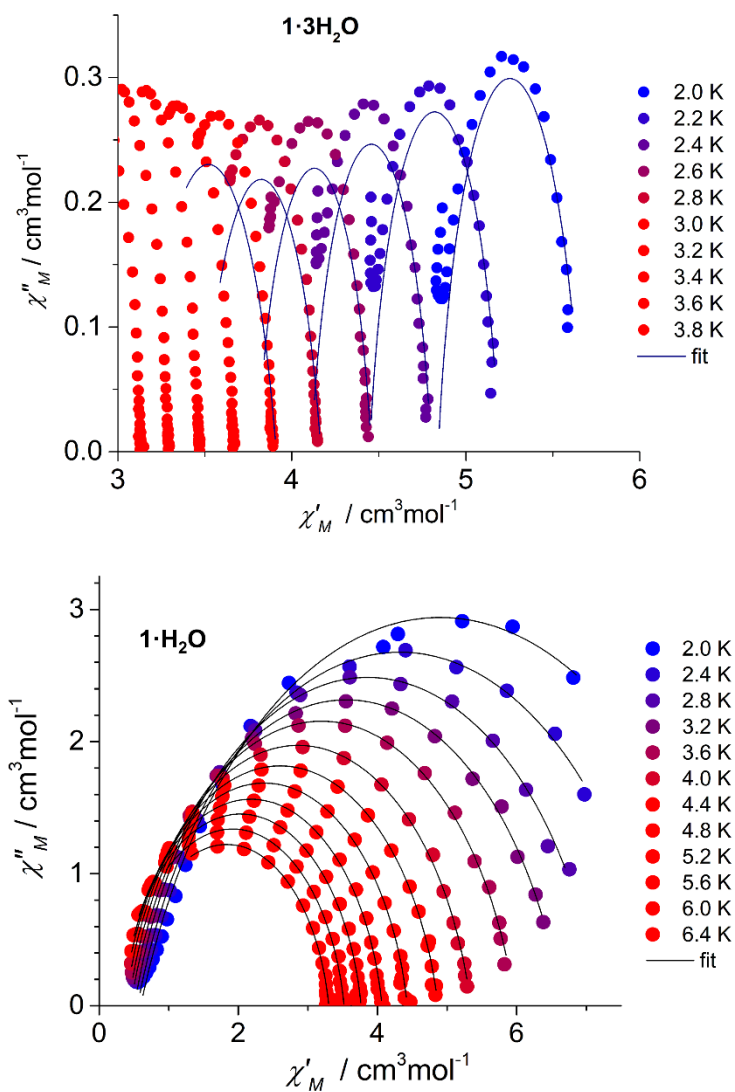 1·3H₂O
χ″M / cm³mol⁻¹
0.3
0.2
0.1
0.0
3
4
5
6
χ′M / cm³mol⁻¹
2.0 K
2.2 K
2.4 K
2.6 K
2.8 K
3.0 K
3.2 K
3.4 K
3.6 K
3.8 K
fit
1·H₂O
χ″M / cm³mol⁻¹
3
2
1
0
0
2
4
6
χ′M / cm³mol⁻¹
2.0 K
2.4 K
2.8 K
3.2 K
3.6 K
4.0 K
4.4 K
4.8 K
5.2 K
5.6 K
6.0 K
6.4 K
fit